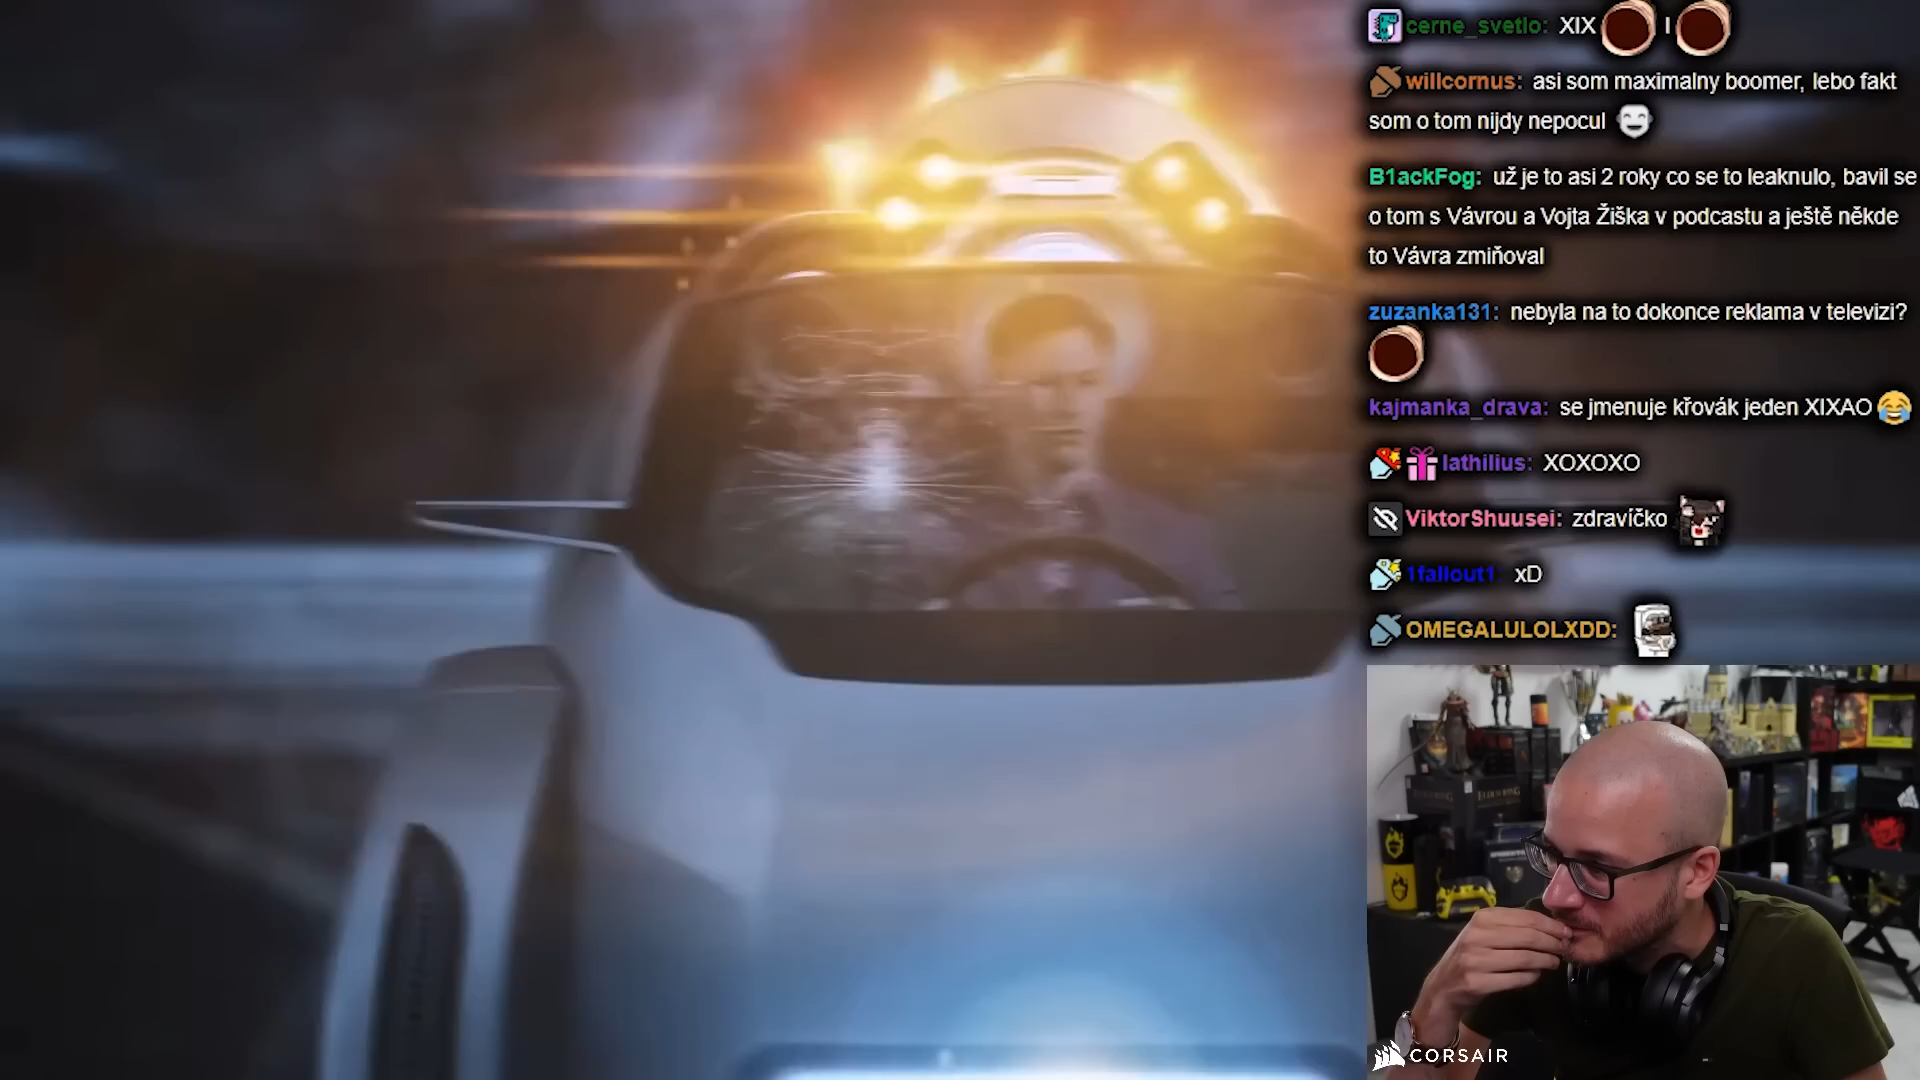 cerne_svetlo: XIX I
willcornus: asi som maximalny boomer, lebo fakt
som o tom nijdy nepocul
B1ackFog: už je to asi 2 roky co se to leaknulo, bavil se
o tom s Vávrou a Vojta Žiška v podcastu a ještě někde
to Vávra zmiňoval
zuzanka131: nebyla na to dokonce reklama v televizi?
kajmanka_drava: se jmenuje křovák jeden XIXAO
lathilius: XOXOXO
ViktorShuusei: zdravíčko
1fallout1: xD
OMEGALULOLXDD:
ELDEN RING
CORSAIR